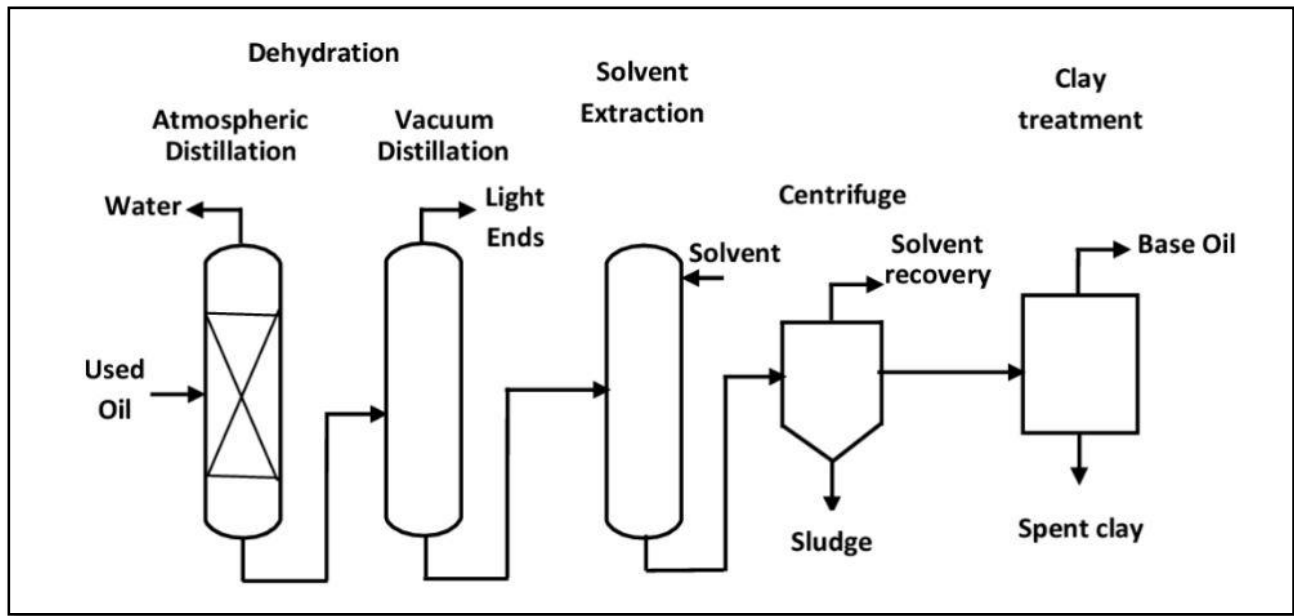 Dehydration
Atmospheric
Distillation
Vacuum
Distillation
Solvent
Extraction
Clay
treatment
Water
Light
Ends
Solvent
Centrifuge
Solvent
recovery
Base Oil
Used
Oil
Sludge
Spent clay